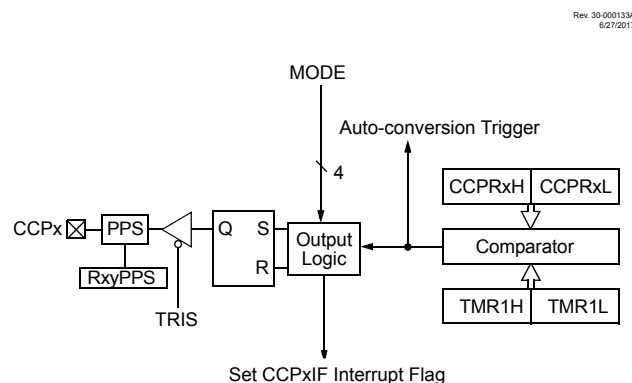 Rev. 30-000133A
6/27/2017
MODE
Auto-conversion Trigger
4
CCPRxH CCPRxL
CCPx PPS Q S Output Logic Comparator
R
RxyPPS
TMR1H TMR1L
TRIS
Set CCPxIF Interrupt Flag